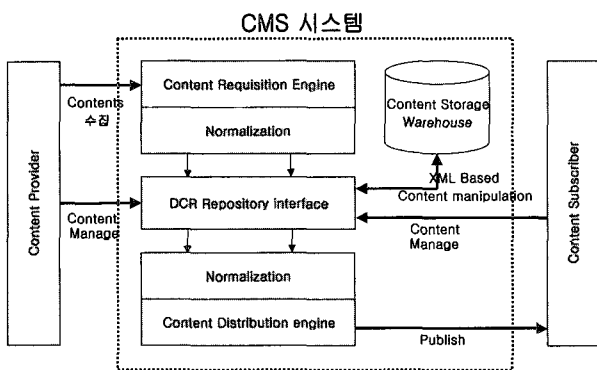 CMS 시스템
Content Provider
Contents
수집
Content
Manage
Content Requisition Engine
Normalization
DCR Repository Interface
Normalization
Content Distribution engine
Content Storage
Warehouse
XML Based
Content manipulation
Content
Manage
Publish
Content Subscriber